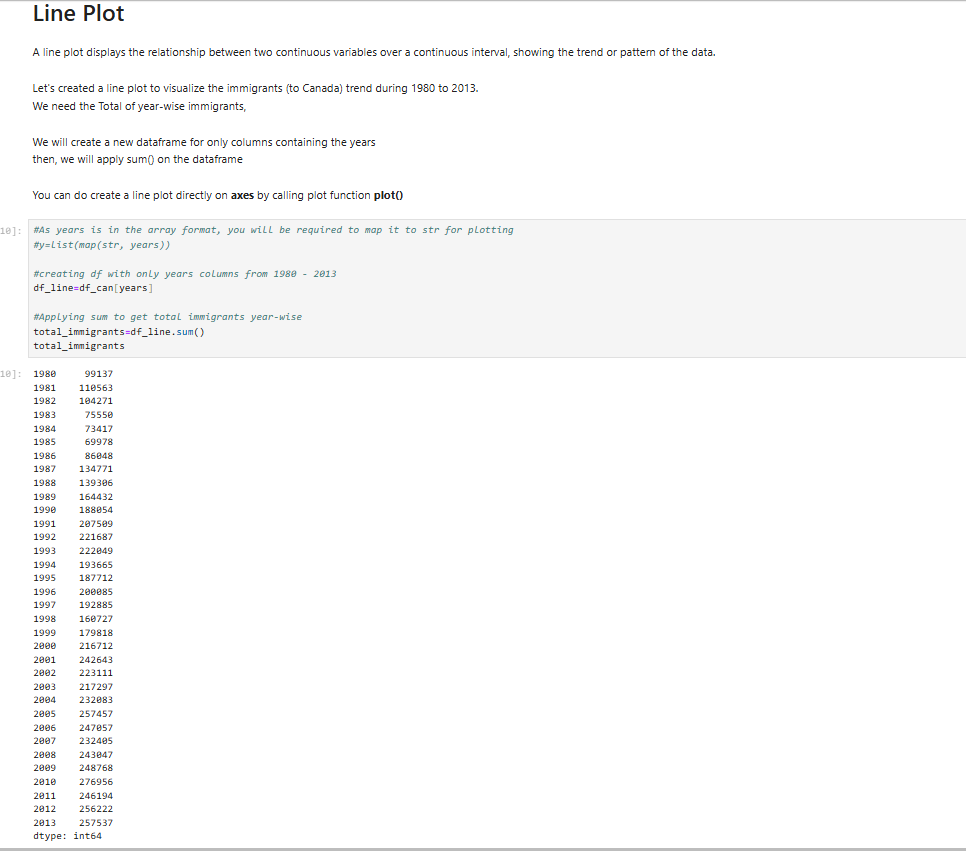 Line Plot
A line plot displays the relationship between two continuous variables over a continuous interval, showing the trend or pattern of the data.
Let's created a line plot to visualize the immigrants (to Canada) trend during 1980 to 2013.
We need the Total of year-wise immigrants,
We will create a new dataframe for only columns containing the years
then, we will apply sum() on the dataframe
You can do create a line plot directly on axes by calling plot function plot()
10]:
#As years is in the array format, you will be required to map it to str for plotting
#y=list(map(str, years))
#creating df with only years columns from 1980 - 2013
df_line=df_can[years]
#Applying sum to get total immigrants year-wise
total_immigrants=df_line.sum()
total_immigrants
10]:
1980 99137
1981 110563
1982 104271
1983 75550
1984 73417
1985 69978
1986 86048
1987 134771
1988 139306
1989 164432
1990 188054
1991 207509
1992 221687
1993 222049
1994 193665
1995 187712
1996 200085
1997 192885
1998 160727
1999 179818
2000 216712
2001 242643
2002 223111
2003 217297
2004 232083
2005 257457
2006 247057
2007 232405
2008 243047
2009 248768
2010 276956
2011 246194
2012 256222
2013 257537
dtype: int64